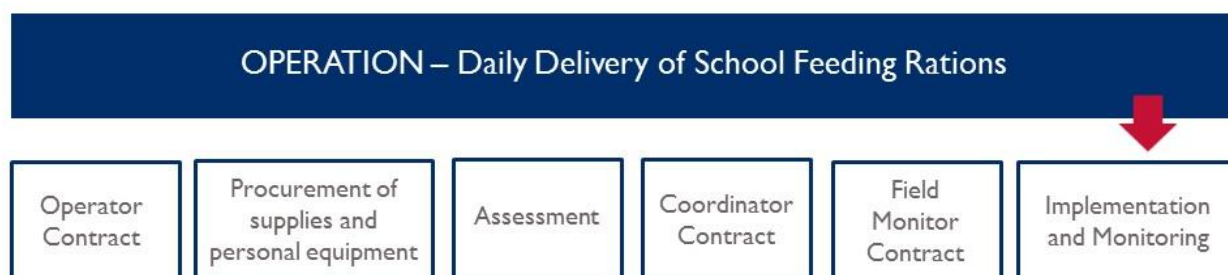 OPERATION – Daily Delivery of School Feeding Rations
Operator
Contract
Procurement of
supplies and
personal equipment
Assessment
Coordinator
Contract
Field
Monitor
Contract
Implementation
and Monitoring